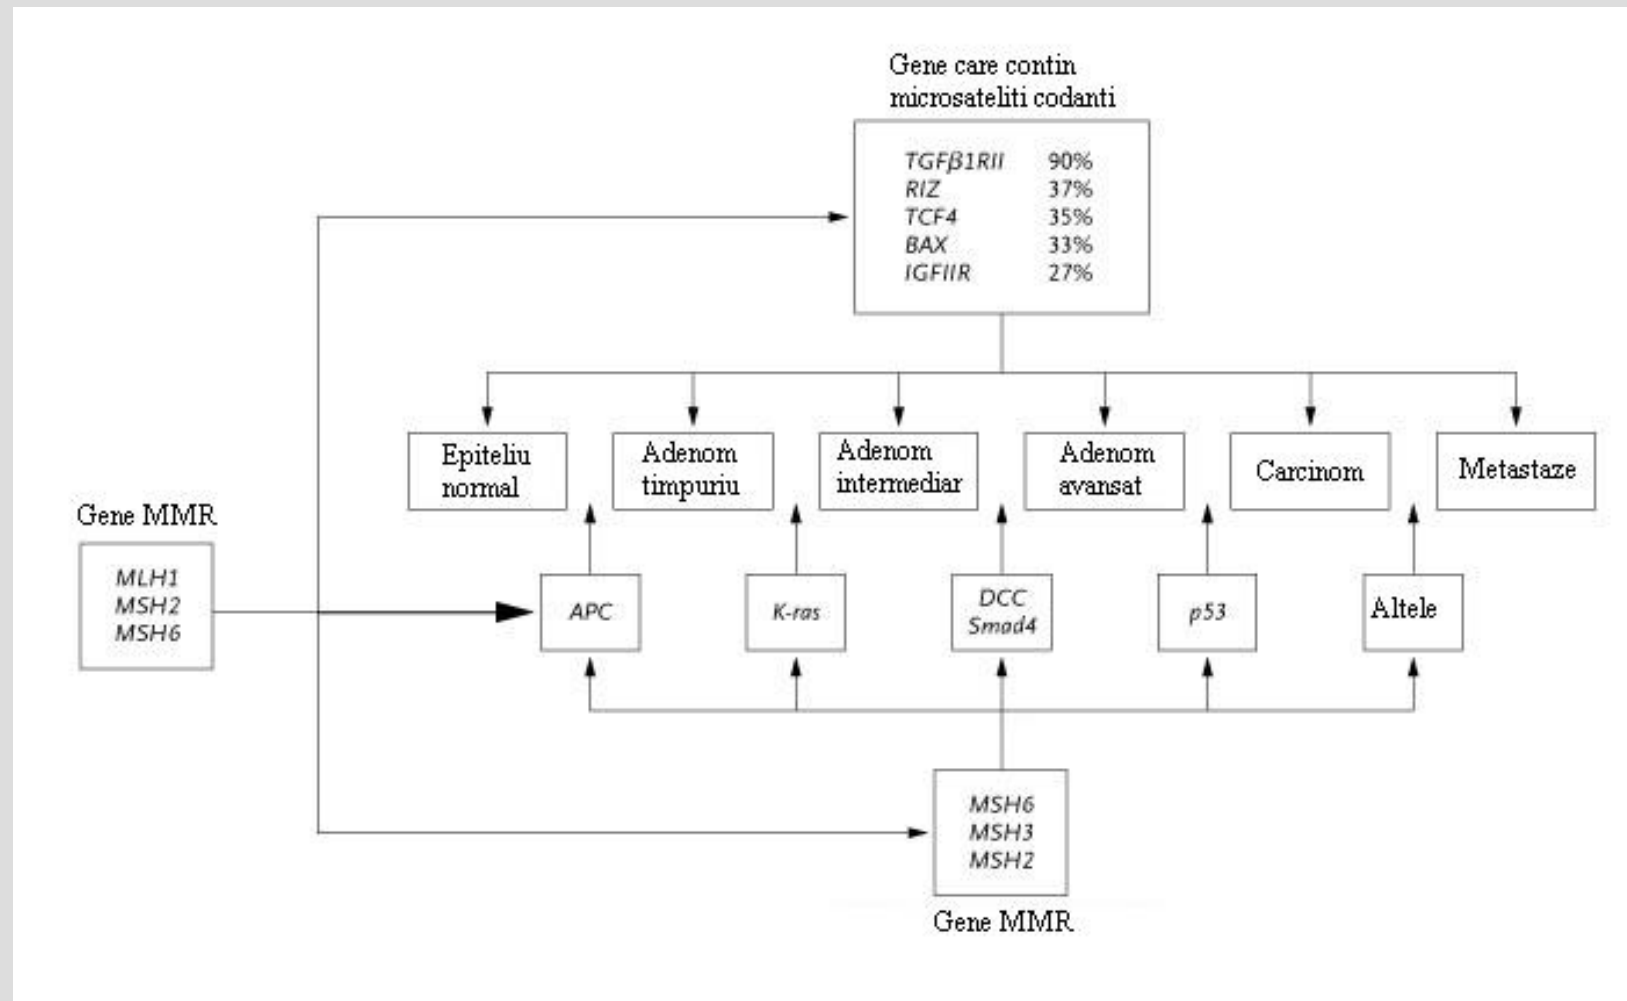 Gene care contin
microsateliti codanti
TGFβ1RII 90%
RIZ 37%
TCF4 35%
BAX 33%
IGFIIR 27%
Epiteliu
normal
Adenom
timpuriu
Adenom
intermediar
Adenom
avansat
Carcinom
Metastaze
Gene MMR
MLH1
MSH2
MSH6
APC
K-ras
DCC
Smad4
p53
Altele
MSH6
MSH3
MSH2
Gene MMR